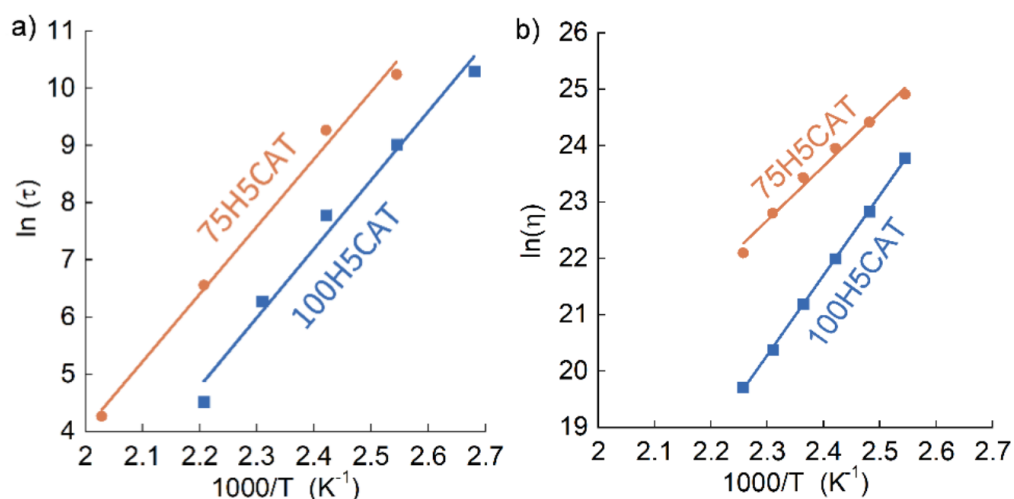 a)
11
10
9
8
7
6
5
4
ln (τ)
75H5CAT
100H5CAT
2 2.1 2.2 2.3 2.4 2.5 2.6 2.7
1000/T (K⁻¹)
b)
26
25
24
23
22
21
20
19
ln(η)
75H5CAT
100H5CAT
2 2.1 2.2 2.3 2.4 2.5 2.6 2.7
1000/T (K⁻¹)